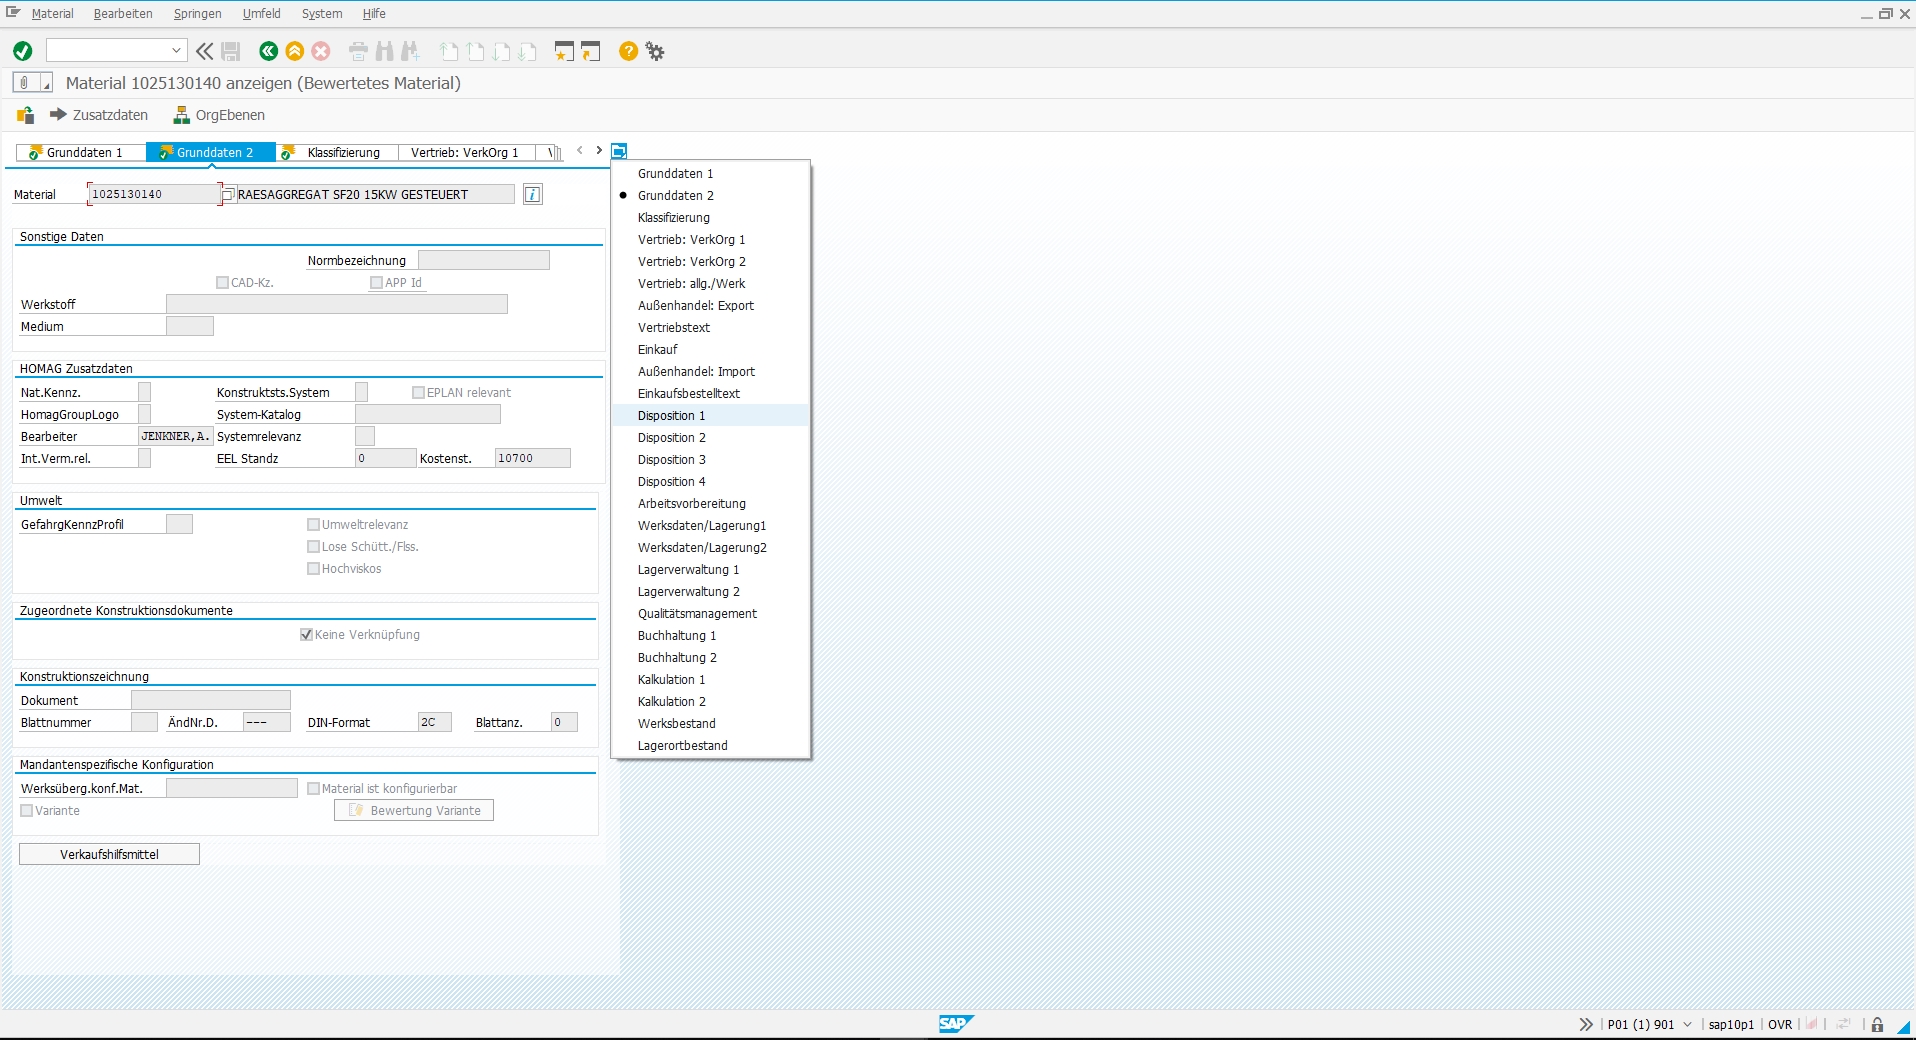 Material Bearbeiten Springen Umfeld System Hilfe
Material 1025130140 anzeigen (Bewertetes Material)
Zusatzdaten OrgEbenen
Grunddaten 1 Grunddaten 2 Klassifizierung Vertrieb: VerkOrg 1
Material 1025130140 RAESAGGREGAT SF20 15KW GESTEUERT
Sonstige Daten
Normbezeichnung
CAD-Kz. APP Id
Werkstoff
Medium
HOMAG Zusatzdaten
Nat.Kennz. Konstruktsts.System EPLAN relevant
HomagGroupLogo System-Katalog
Bearbeiter JENKNER,A. Systemrelevanz
Int.Verm.rel. EEL Standz 0 Kostenst. 10700
Umwelt
GefahrgKennzProfil Umweltrelevanz
Lose Schütt./Flss.
Hochviskos
Zugeordnete Konstruktionsdokumente
Keine Verknüpfung
Konstruktionszeichnung
Dokument
Blattnummer ÄndNr.D. --- DIN-Format 2C Blattanz. 0
Mandantenspezifische Konfiguration
Werksüberg.konf.Mat. Material ist konfigurierbar
Variante Bewertung Variante
Verkaufshilfsmittel
Grunddaten 1
Grunddaten 2
Klassifizierung
Vertrieb: VerkOrg 1
Vertrieb: VerkOrg 2
Vertrieb: allg./Werk
Außenhandel: Export
Vertriebstext
Einkauf
Außenhandel: Import
Einkaufsbestelltext
Disposition 1
Disposition 2
Disposition 3
Disposition 4
Arbeitsvorbereitung
Werksdaten/Lagerung1
Werksdaten/Lagerung2
Lagerverwaltung 1
Lagerverwaltung 2
Qualitätsmanagement
Buchhaltung 1
Buchhaltung 2
Kalkulation 1
Kalkulation 2
Werksbestand
Lagerortbestand
SAP P01 (1) 901 sap10p1 OVR